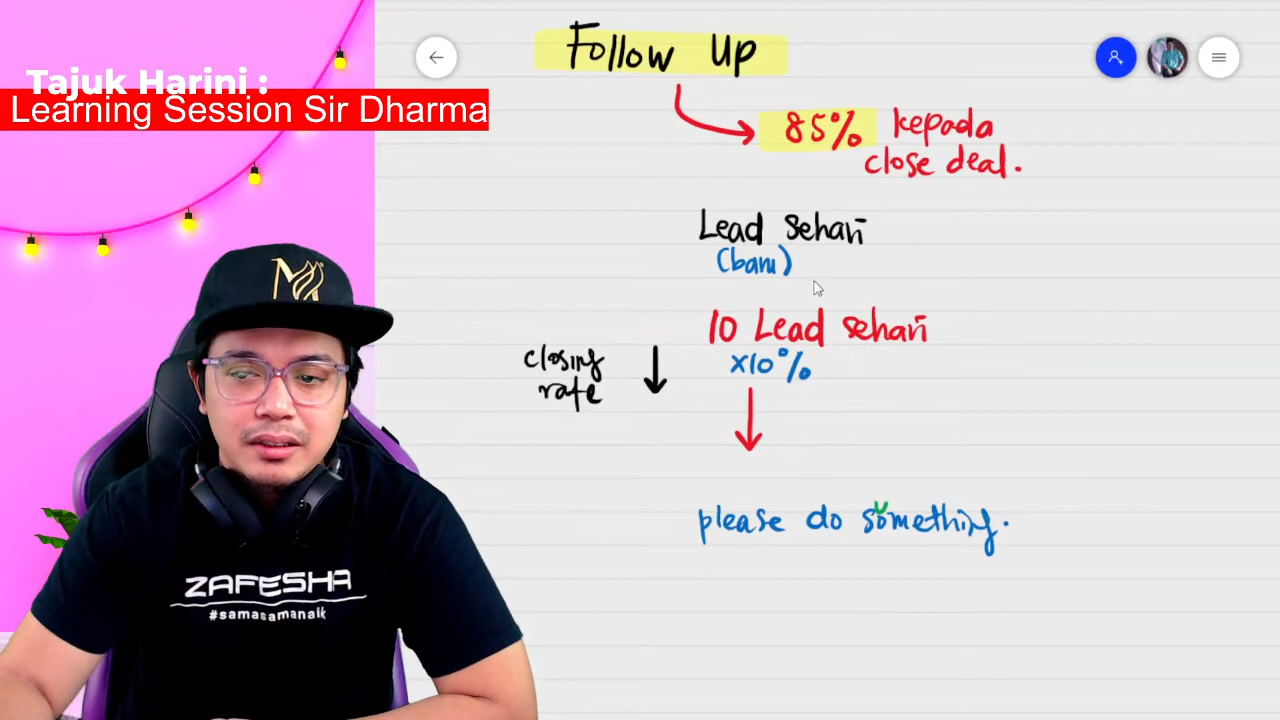 Tajuk Harini :
Learning Session Sir Dharma
Follow Up
85% kepada
close deal.
Lead Sehari
(baru)
10 Lead sehari
x10%
closing
rate
please do something.
ZAFESHA
#samasamanaik